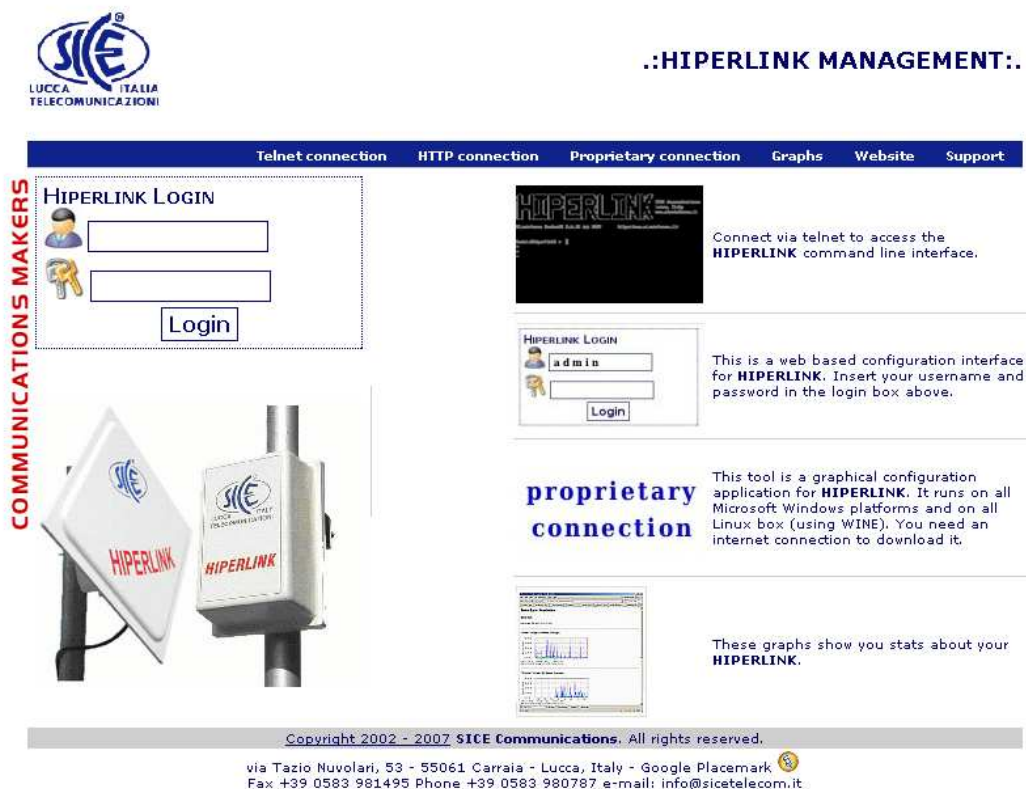 SICE
LUCCA ITALIA
TELECOMUNICAZIONI
.:HIPERLINK MANAGEMENT:.
Telnet connection HTTP connection Proprietary connection Graphs Website Support
COMMUNICATIONS MAKERS
HIPERLINK LOGIN
Login
HIPERLINK
Connect via telnet to access the
HIPERLINK command line interface.
HIPERLINK LOGIN
admin
Login
This is a web based configuration interface
for HIPERLINK. Insert your username and
password in the login box above.
SICE
HIPERLINK
SICE
LUCCA ITALY
HIPERLINK
proprietary
connection
This tool is a graphical configuration
application for HIPERLINK. It runs on all
Microsoft Windows platforms and on all
Linux box (using WINE). You need an
internet connection to download it.
These graphs show you stats about your
HIPERLINK.
Copyright 2002 - 2007 SICE Communications. All rights reserved.
via Tazio Nuvolari, 53 - 55061 Carraia - Lucca, Italy - Google Placemark
Fax +39 0583 981495 Phone +39 0583 980787 e-mail: info@sicetelecom.it